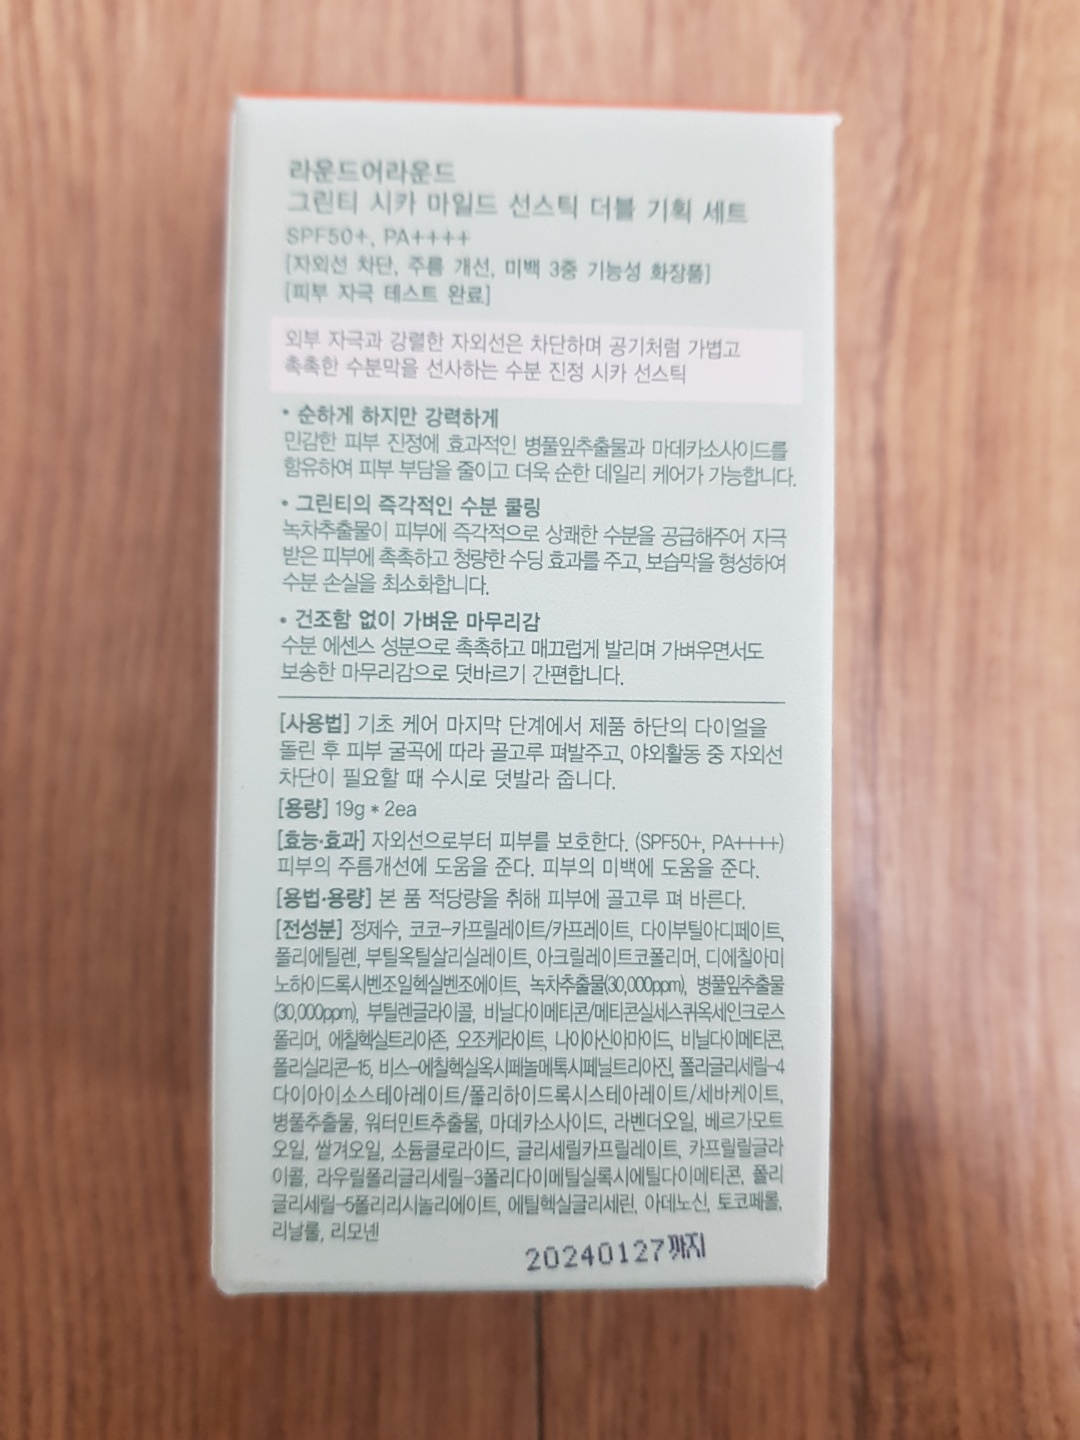 라운드어라운드
그린티 시카 마일드 선스틱 더블 기획 세트
SPF50+, PA++++
[자외선 차단, 주름 개선, 미백 3중 기능성 화장품]
[피부 자극 테스트 완료]
외부 자극과 강렬한 자외선은 차단하며 공기처럼 가볍고
촉촉한 수분막을 선사하는 수분 진정 시카 선스틱
• 순하게 하지만 강력하게
민감한 피부 진정에 효과적인 병풀잎추출물과 마데카소사이드를
함유하여 피부 부담을 줄이고 더욱 순한 데일리 케어가 가능합니다.
• 그린티의 즉각적인 수분 쿨링
녹차추출물이 피부에 즉각적으로 상쾌한 수분을 공급해주어 자극
받은 피부에 촉촉하고 청량한 수딩 효과를 주고, 보습막을 형성하여
수분 손실을 최소화합니다.
• 건조함 없이 가벼운 마무리감
수분 에센스 성분으로 촉촉하고 매끄럽게 발리며 가벼우면서도
보송한 마무리감으로 덧바르기 간편합니다.
[사용법] 기초 케어 마지막 단계에서 제품 하단의 다이얼을
돌린 후 피부 굴곡에 따라 골고루 펴발주고, 야외활동 중 자외선
차단이 필요할 때 수시로 덧발라 줍니다.
[용량] 19g * 2ea
[효능·효과] 자외선으로부터 피부를 보호한다. (SPF50+, PA++++)
피부의 주름개선에 도움을 준다. 피부의 미백에 도움을 준다.
[용법·용량] 본 품 적당량을 취해 피부에 골고루 펴 바른다.
[전성분] 정제수, 코코-카프릴레이트/카프레이트, 다이부틸아디페이트,
폴리에틸렌, 부틸옥틸살리실레이트, 아크릴레이트코폴리머, 디에칠아미
노하이드록시벤조일헥실벤조에이트, 녹차추출물(30,000ppm), 병풀잎추출물
(30,000ppm), 부틸렌글라이콜, 비닐다이메티콘/메티콘실세스퀴옥세인크로스
폴리머, 에칠헥실트리아존, 오조케라이트, 나이아신아마이드, 비닐다이메티콘,
폴리실리콘-15, 비스-에칠헥실옥시페놀메톡시페닐트리아진, 폴리글리세릴-4
다이아이소스테아레이트/폴리하이드록시스테아레이트/세바케이트,
병풀추출물, 워터민트추출물, 마데카소사이드, 라벤더오일, 베르가모트
오일, 쌀겨오일, 소듐클로라이드, 글리세릴카프릴레이트, 카프릴릴글라
이콜, 라우릴폴리글리세릴-3폴리다이메틸실록시에틸다이메티콘, 폴리
글리세릴-6폴리리시놀리에이트, 에틸헥실글리세린, 아데노신, 토코페롤,
리날룰, 리모넨
20240127까지